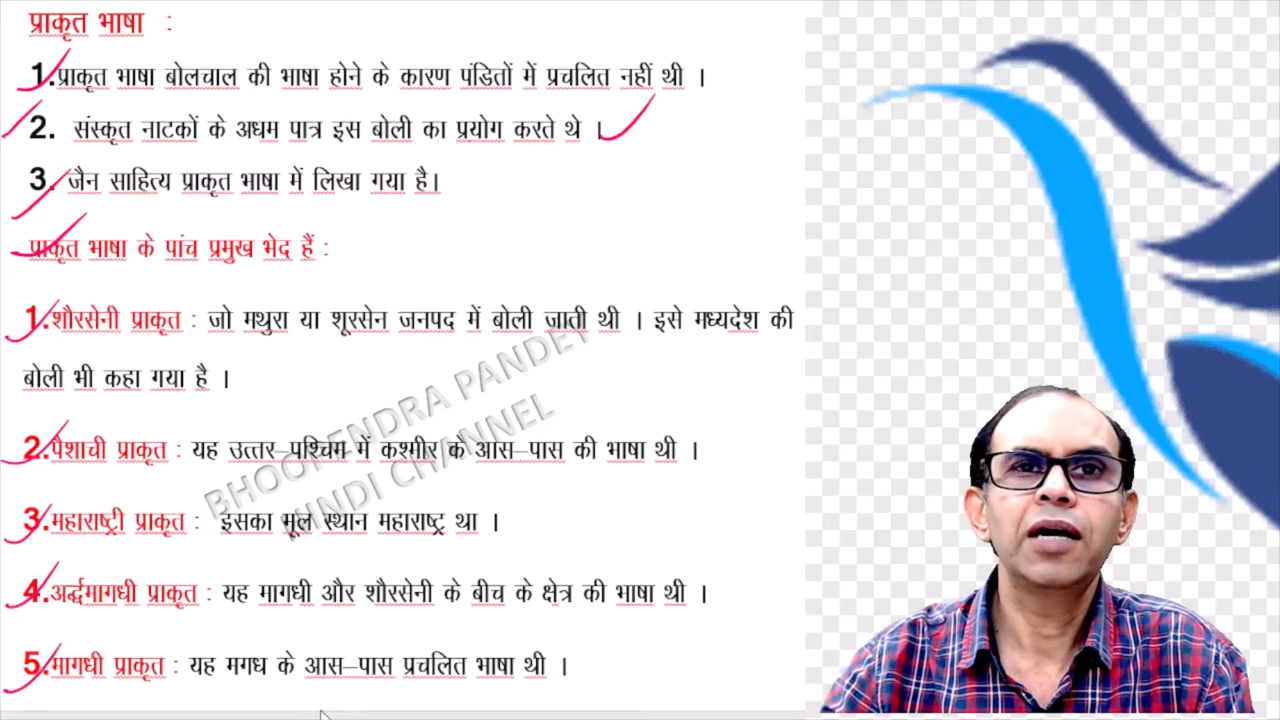 प्राकृत भाषा :
1.प्राकृत भाषा बोलचाल की भाषा होने के कारण पंडितों में प्रचलित नहीं थी ।
2. संस्कृत नाटकों के अधम पात्र इस बोली का प्रयोग करते थे ।
3. जैन साहित्य प्राकृत भाषा में लिखा गया है।
प्राकृत भाषा के पांच प्रमुख भेद हैं :
1.शौरसेनी प्राकृत : जो मथुरा या शूरसेन जनपद में बोली जाती थी । इसे मध्यदेश की
बोली भी कहा गया है ।
2.पैशाची प्राकृत : यह उत्तर–पश्चिम में कश्मीर के आस–पास की भाषा थी ।
3.महाराष्ट्री प्राकृत : इसका मूल स्थान महाराष्ट्र था ।
4.अर्द्धमागधी प्राकृत : यह मागधी और शौरसेनी के बीच के क्षेत्र की भाषा थी ।
5.मागधी प्राकृत : यह मगध के आस–पास प्रचलित भाषा थी ।
BHOOPENDRA PANDEY
HINDI CHANNEL